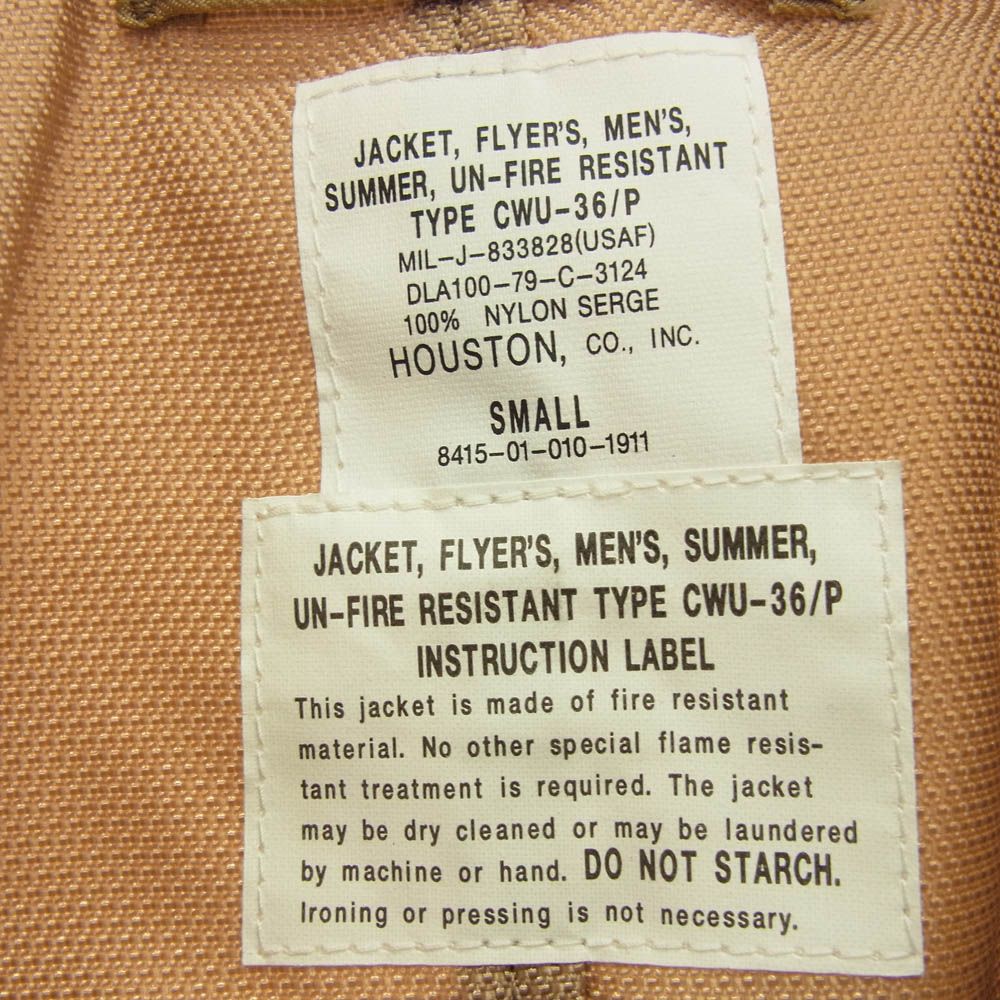 JACKET, FLYER'S, MEN'S,
SUMMER, UN-FIRE RESISTANT
TYPE CWU-36/P
MIL-J-833828(USAF)
DLA100-79-C-3124
100% NYLON SERGE
HOUSTON, CO., INC.
SMALL
8415-01-010-1911
JACKET, FLYER'S, MEN'S, SUMMER,
UN-FIRE RESISTANT TYPE CWU-36/P
INSTRUCTION LABEL
This jacket is made of fire resistant
material. No other special flame resis-
tant treatment is required. The jacket
may be dry cleaned or may be laundered
by machine or hand. DO NOT STARCH.
Ironing or pressing is not necessary.